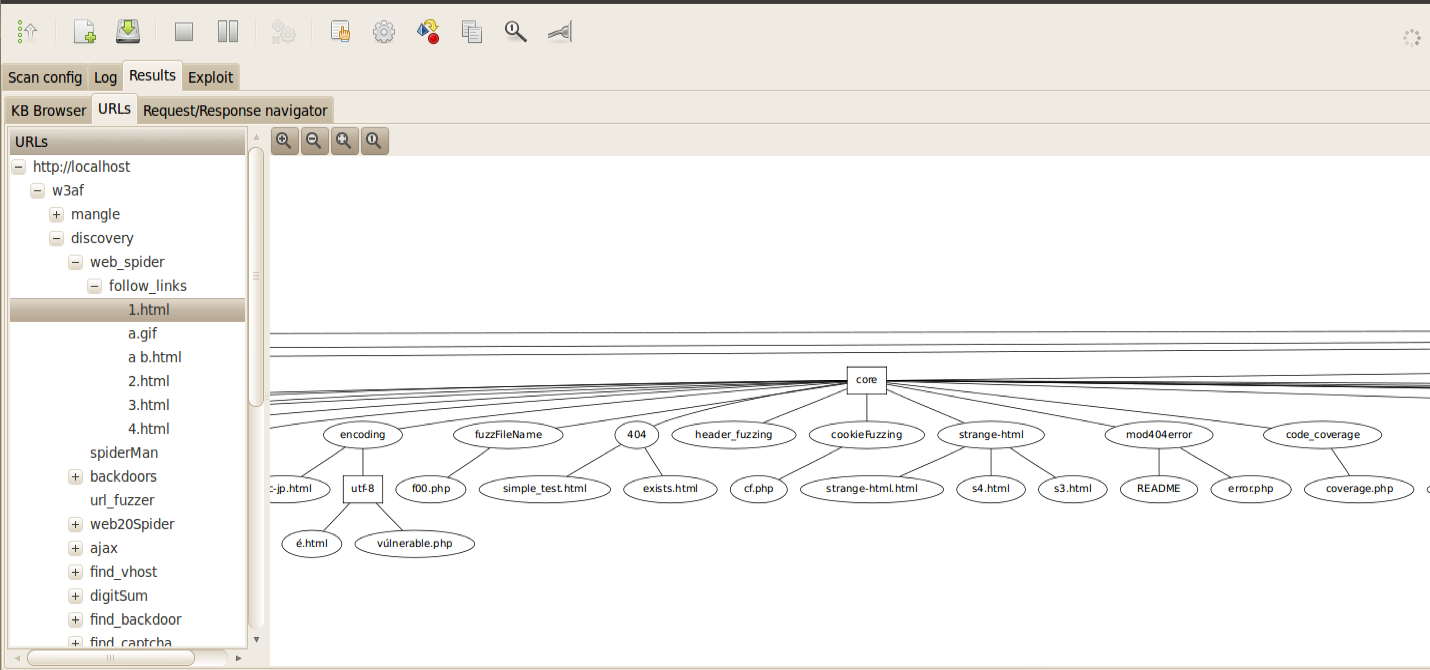 Scan config Log Results Exploit
KB Browser URLs Request/Response navigator
URLs
http://localhost
w3af
mangle
discovery
web_spider
follow_links
1.html
a.gif
a b.html
2.html
3.html
4.html
spiderMan
backdoors
url_fuzzer
web20Spider
ajax
find_vhost
digitSum
find_backdoor
find_captcha
core
encoding fuzzFileName 404 header_fuzzing cookieFuzzing strange-html mod404error code_coverage
c-jp.html utf-8 f00.php simple_test.html exists.html cf.php strange-html.html s4.html s3.html README error.php coverage.php
é.html vúlnerable.php